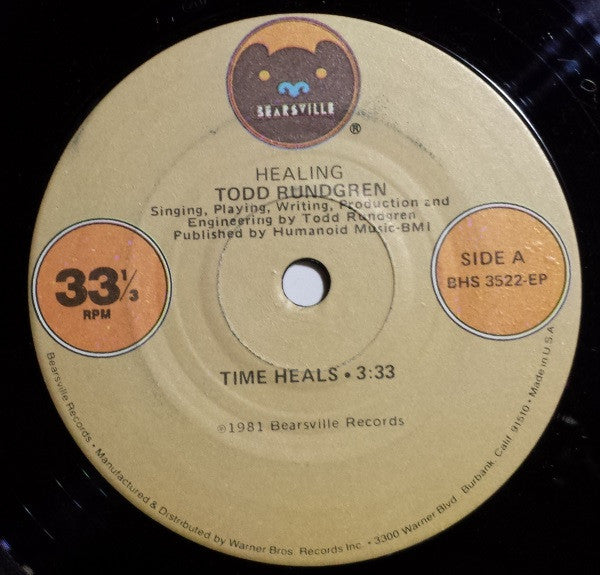 BEARSVILLE
®
HEALING
TODD RUNDGREN
Singing, Playing, Writing, Production and
Engineering by Todd Rundgren
Published by Humanoid Music-BMI
33 1/3
RPM
SIDE A
BHS 3522-EP
TIME HEALS • 3:33
℗1981 Bearsville Records
Bearsville Records • Manufactured & Distributed by Warner Bros. Records Inc. • 3300 Warner Blvd. Burbank, Calif. 91510 • Made in U.S.A.